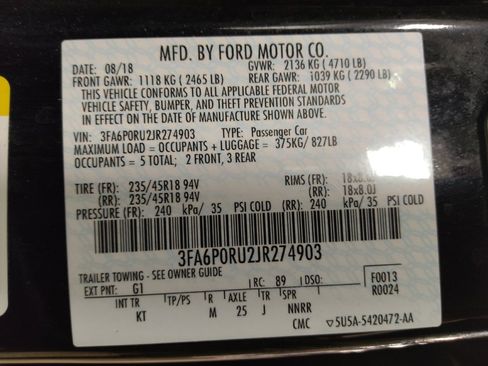 MFD. BY FORD MOTOR CO.
DATE: 08/18 GVWR: 2136 KG ( 4710 LB)
FRONT GAWR: 1118 KG ( 2465 LB) REAR GAWR: 1039 KG ( 2290 LB)
THIS VEHICLE CONFORMS TO ALL APPLICABLE FEDERAL MOTOR
VEHICLE SAFETY, BUMPER, AND THEFT PREVENTION STANDARDS
IN EFFECT ON THE DATE OF MANUFACTURE SHOWN ABOVE.
VIN: 3FA6P0RU2JR274903 TYPE: Passenger Car
MAXIMUM LOAD = OCCUPANTS + LUGGAGE = 375KG/ 827LB
OCCUPANTS = 5 TOTAL; 2 FRONT, 3 REAR
TIRE (FR): 235/45R18 94V RIMS (FR): 18x8.0J
(RR): 235/45R18 94V (RR): 18x8.0J
PRESSURE (FR): 240 kPa/ 35 PSI COLD (RR): 240 kPa/ 35 PSI COLD
3FA6P0RU2JR274903
TRAILER TOWING - SEE OWNER GUIDE
EXT PNT: G1 RC: 89 DSO: F0013
R0024
INT TR TP/PS R AXLE TR SPR
KT M 25 J NNRR
CMC ▽5U5A-5420472-AA